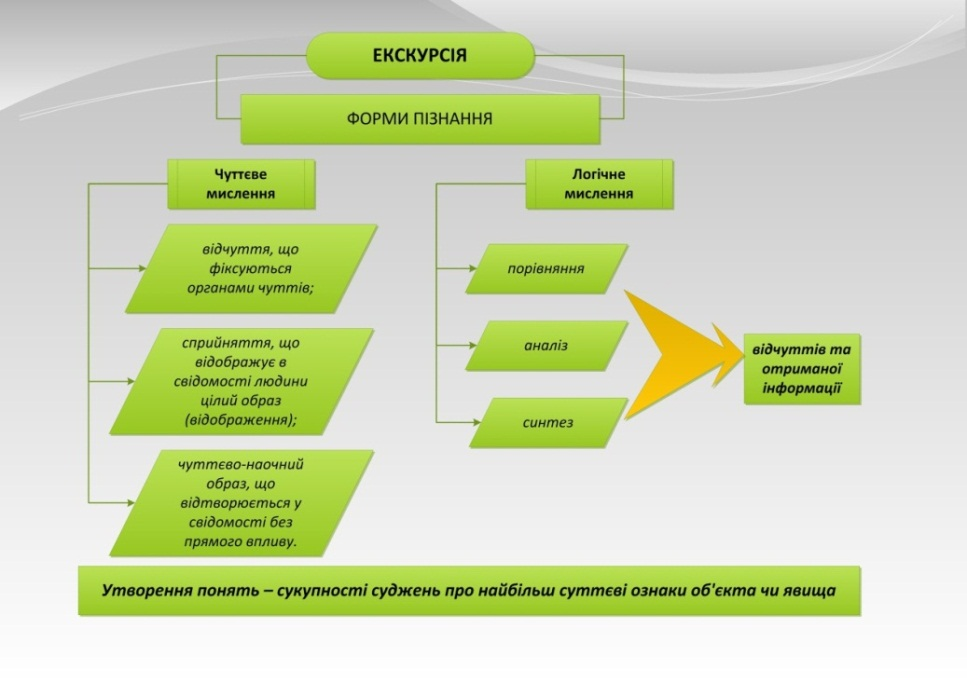 ЕКСКУРСІЯ
ФОРМИ ПІЗНАННЯ
Чуттєве
мислення
відчуття, що
фіксуються
органами чуттів;
сприйняття, що
відображує в
свідомості людини
цілий образ
(відображення);
чуттєво-наочний
образ, що
відтворюється у
свідомості без
прямого впливу.
Логічне
мислення
порівняння
аналіз
синтез
відчуттів та
отриманої
інформації
Утворення понять – сукупності суджень про найбільш суттєві ознаки об'єкта чи явища